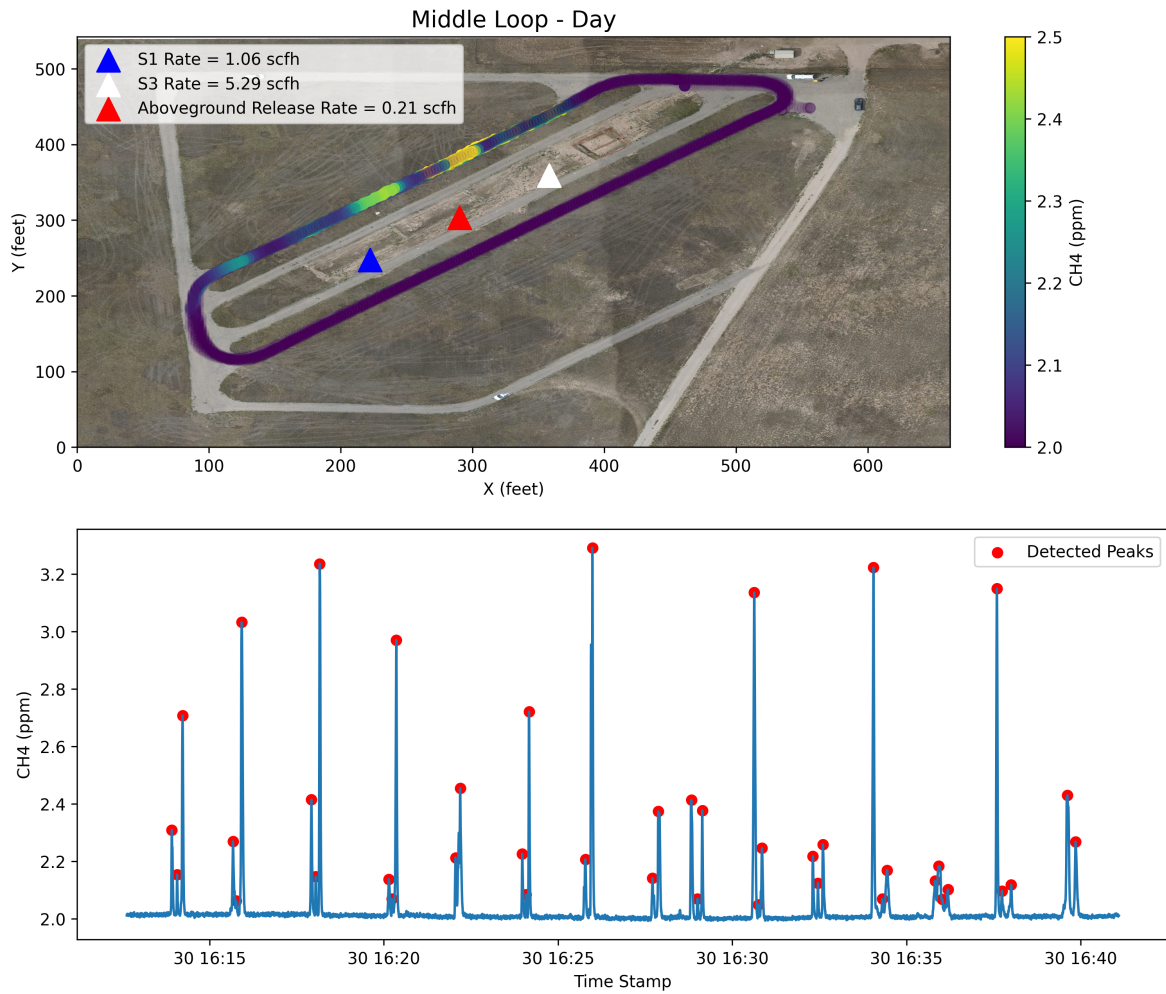 Middle Loop - Day
S1 Rate = 1.06 scfh
S3 Rate = 5.29 scfh
Aboveground Release Rate = 0.21 scfh
500
400
300
200
100
0
Y (feet)
0 100 200 300 400 500 600
X (feet)
2.5
2.4
2.3
2.2
2.1
2.0
CH4 (ppm)
Detected Peaks
3.2
3.0
2.8
2.6
2.4
2.2
2.0
CH4 (ppm)
30 16:15 30 16:20 30 16:25 30 16:30 30 16:35 30 16:40
Time Stamp